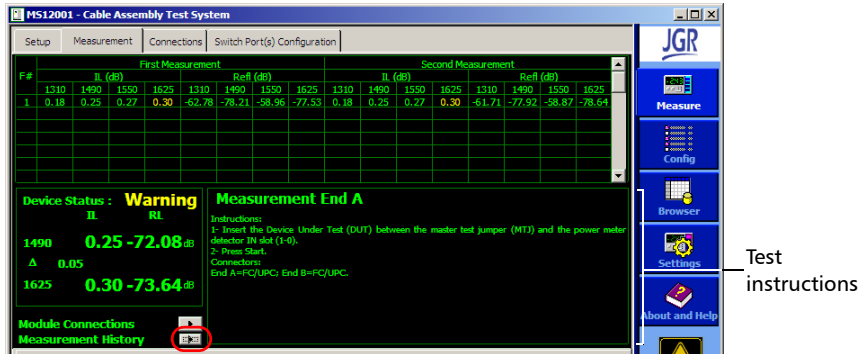 MS12001 - Cable Assembly Test System
Setup Measurement Connections Switch Port(s) Configuration
JGR
First Measurement Second Measurement
F# IL (dB) Refl (dB) IL (dB) Refl (dB)
1310 1490 1550 1625 1310 1490 1550 1625 1310 1490 1550 1625 1310 1490 1550 1625
1 0.18 0.25 0.27 0.30 -62.78 -78.21 -58.96 -77.53 0.18 0.25 0.27 0.30 -61.71 -77.92 -58.87 -78.64
Measure
Config
Browser
Settings
About and Help
Device Status : Warning
IL RL
1490 0.25 -72.08 dB
Δ 0.05
1625 0.30 -73.64 dB
Module Connections
Measurement History
Measurement End A
Instructions:
1- Insert the Device Under Test (DUT) between the master test jumper (MTJ) and the power meter
detector IN slot (1-0).
2- Press Start.
Connectors:
End A=FC/UPC; End B=FC/UPC.
Test
instructions